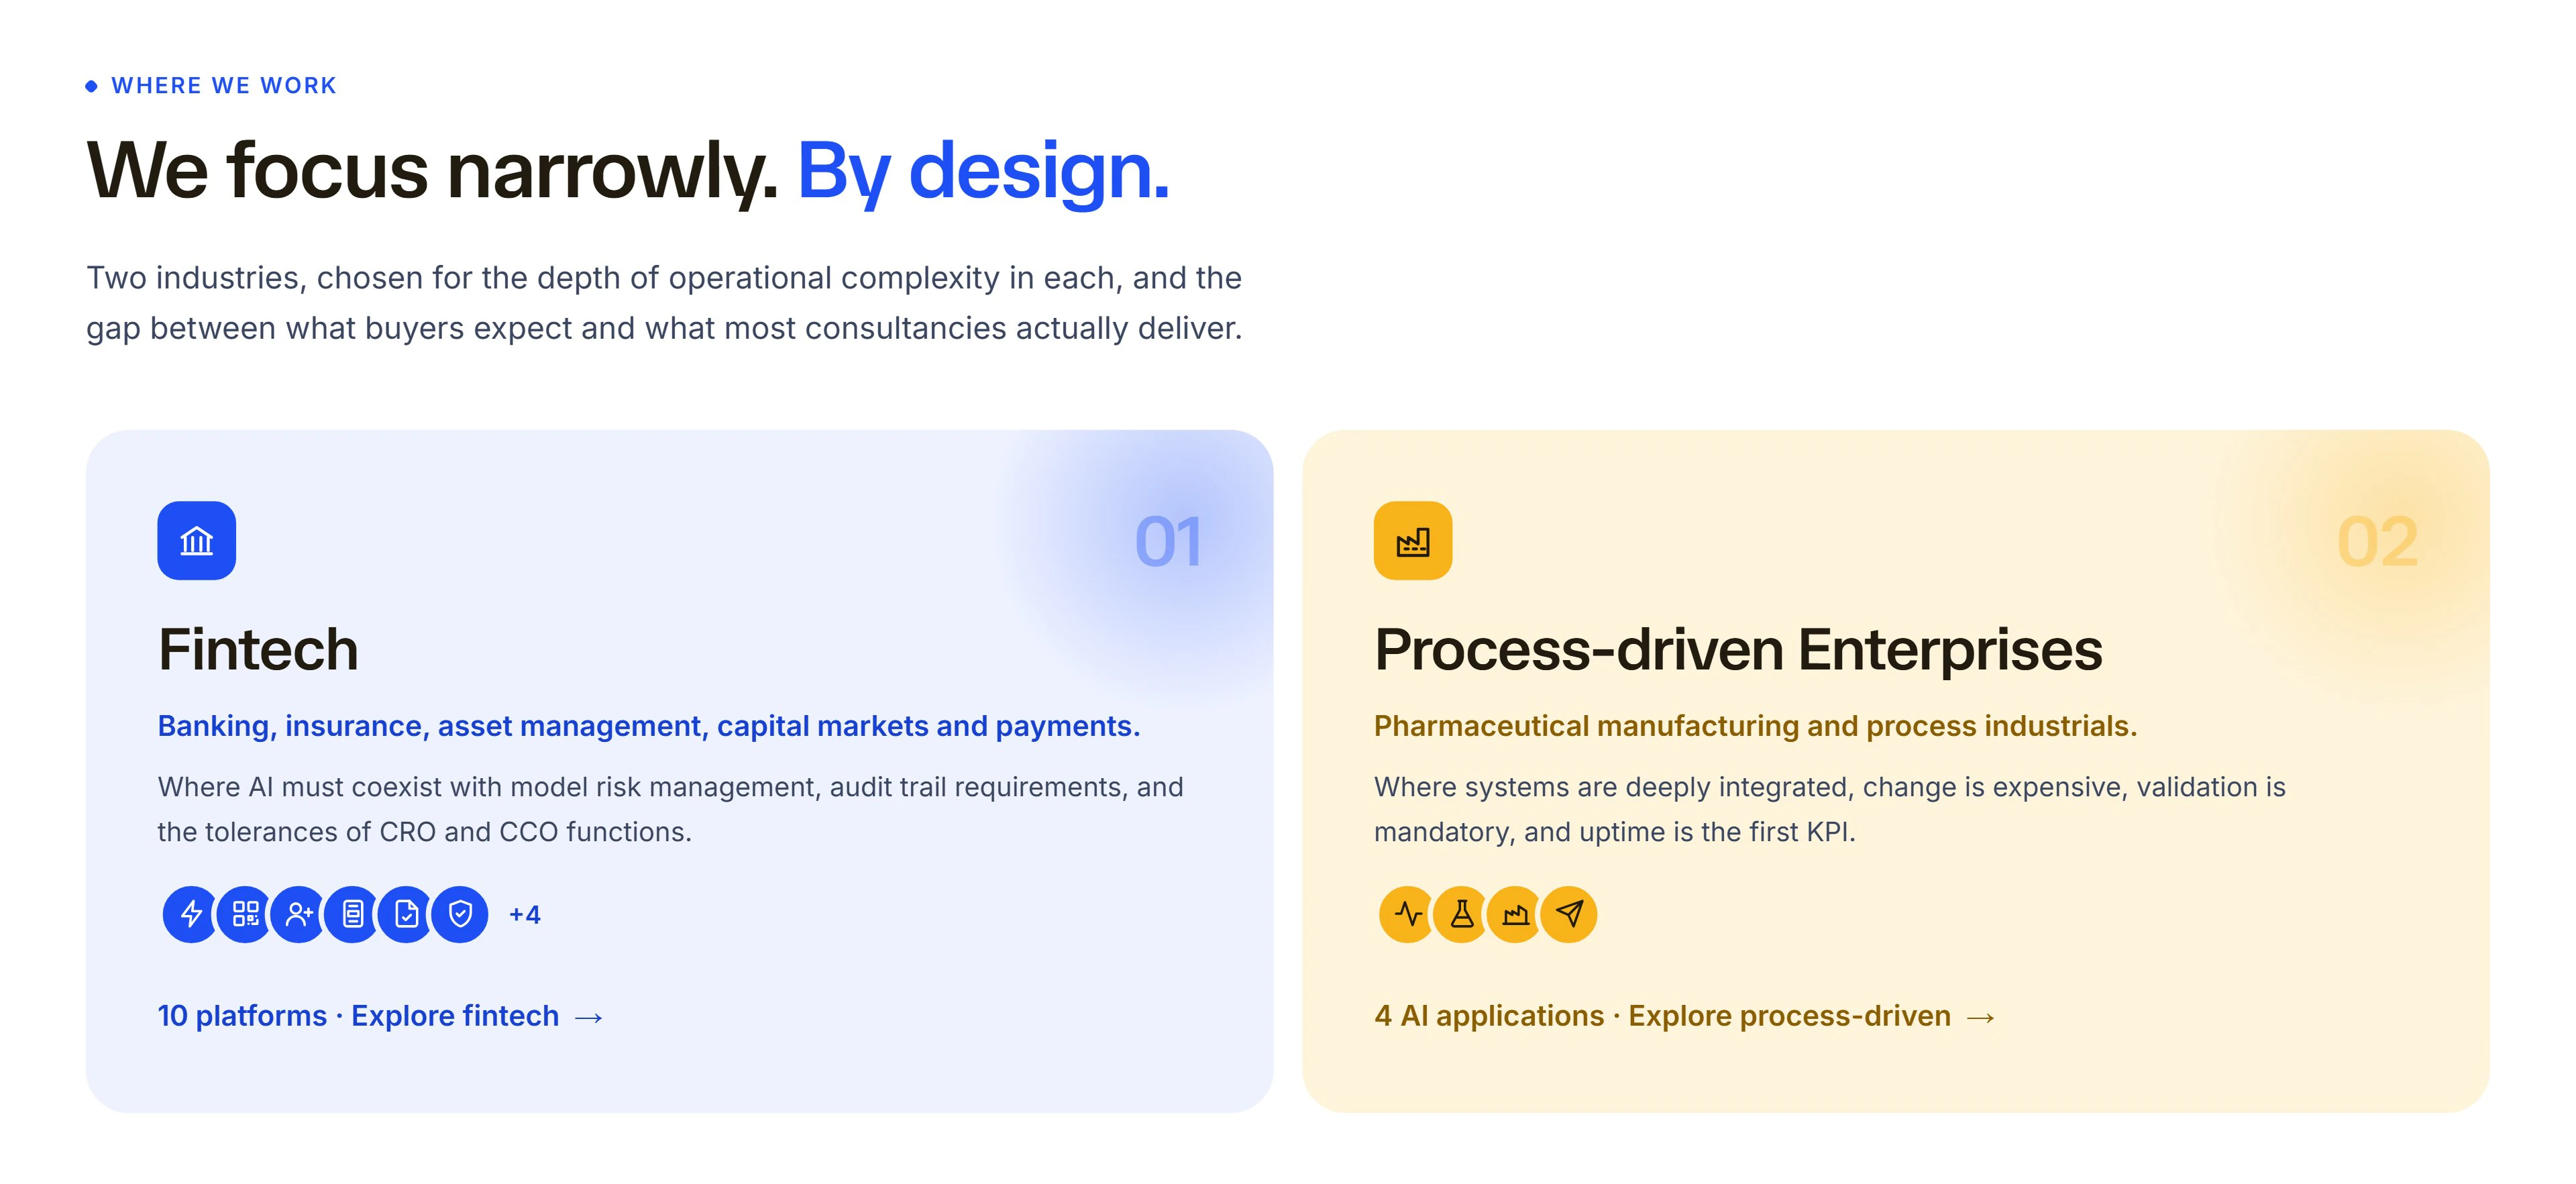 WHERE WE WORK
We focus narrowly. By design.
Two industries, chosen for the depth of operational complexity in each, and the
gap between what buyers expect and what most consultancies actually deliver.
01
Fintech
Banking, insurance, asset management, capital markets and payments.
Where AI must coexist with model risk management, audit trail requirements, and
the tolerances of CRO and CCO functions.
+4
10 platforms · Explore fintech →
02
Process-driven Enterprises
Pharmaceutical manufacturing and process industrials.
Where systems are deeply integrated, change is expensive, validation is
mandatory, and uptime is the first KPI.
4 AI applications · Explore process-driven →